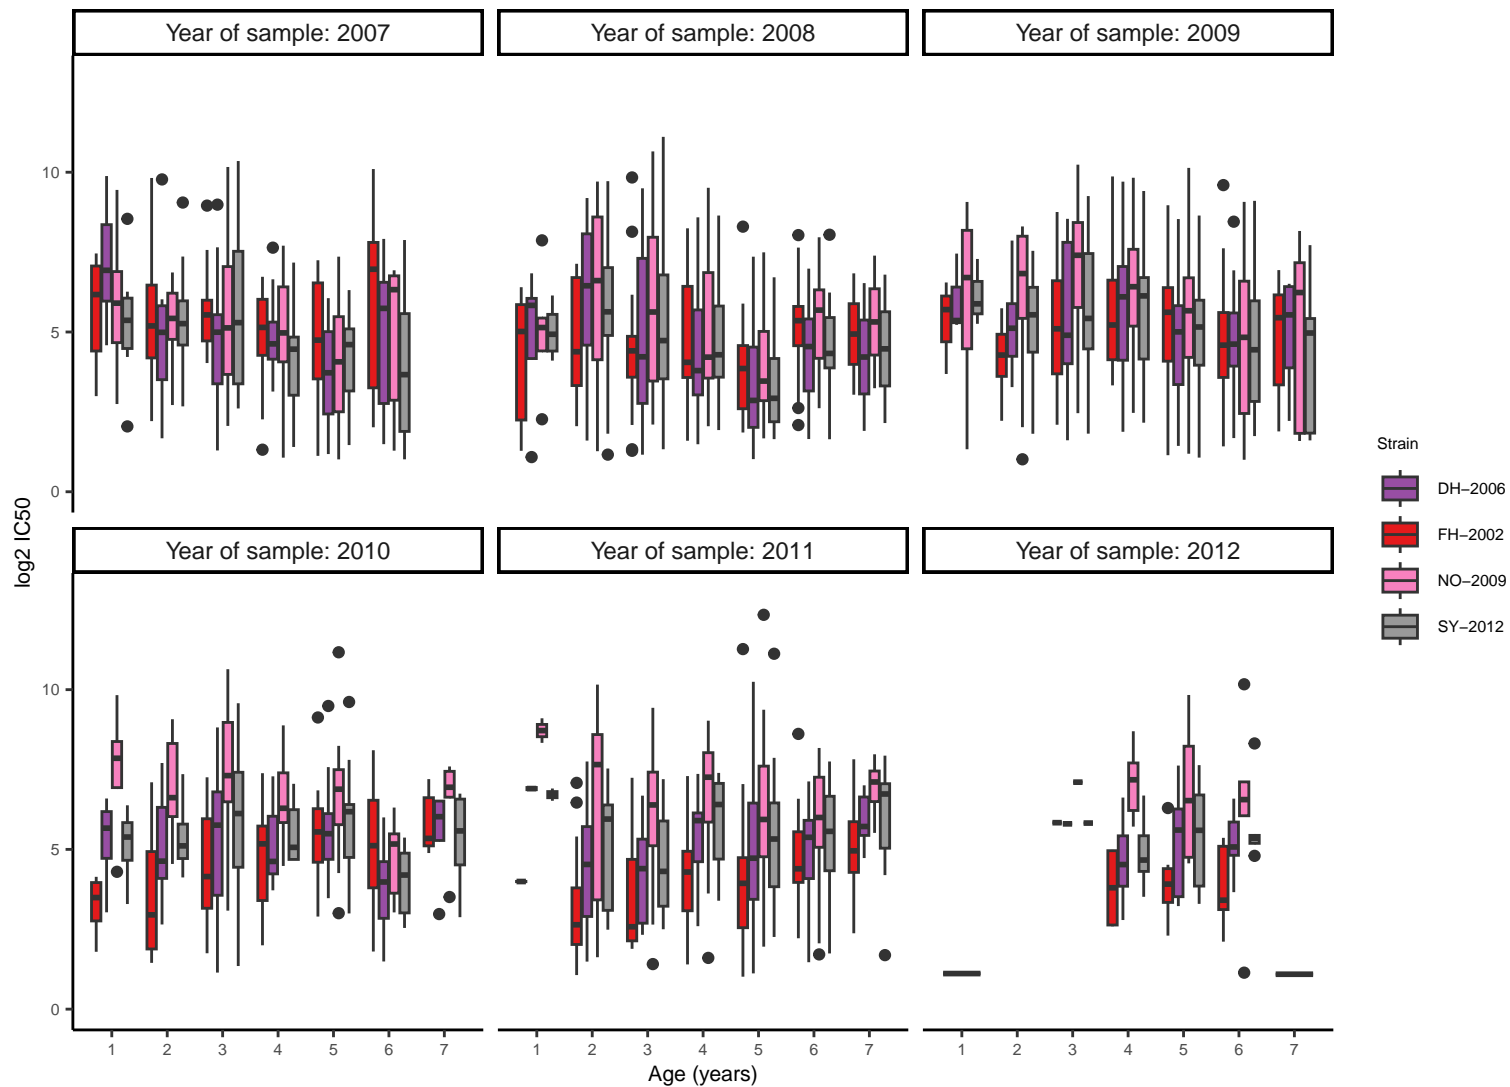 Year of sample: 2007
Year of sample: 2008
Year of sample: 2009
10
5
0
log2 IC50
Strain
DH−2006
FH−2002
NO−2009
SY−2012
Year of sample: 2010
Year of sample: 2011
Year of sample: 2012
10
5
0
1 2 3 4 5 6 7
1 2 3 4 5 6 7
1 2 3 4 5 6 7
Age (years)